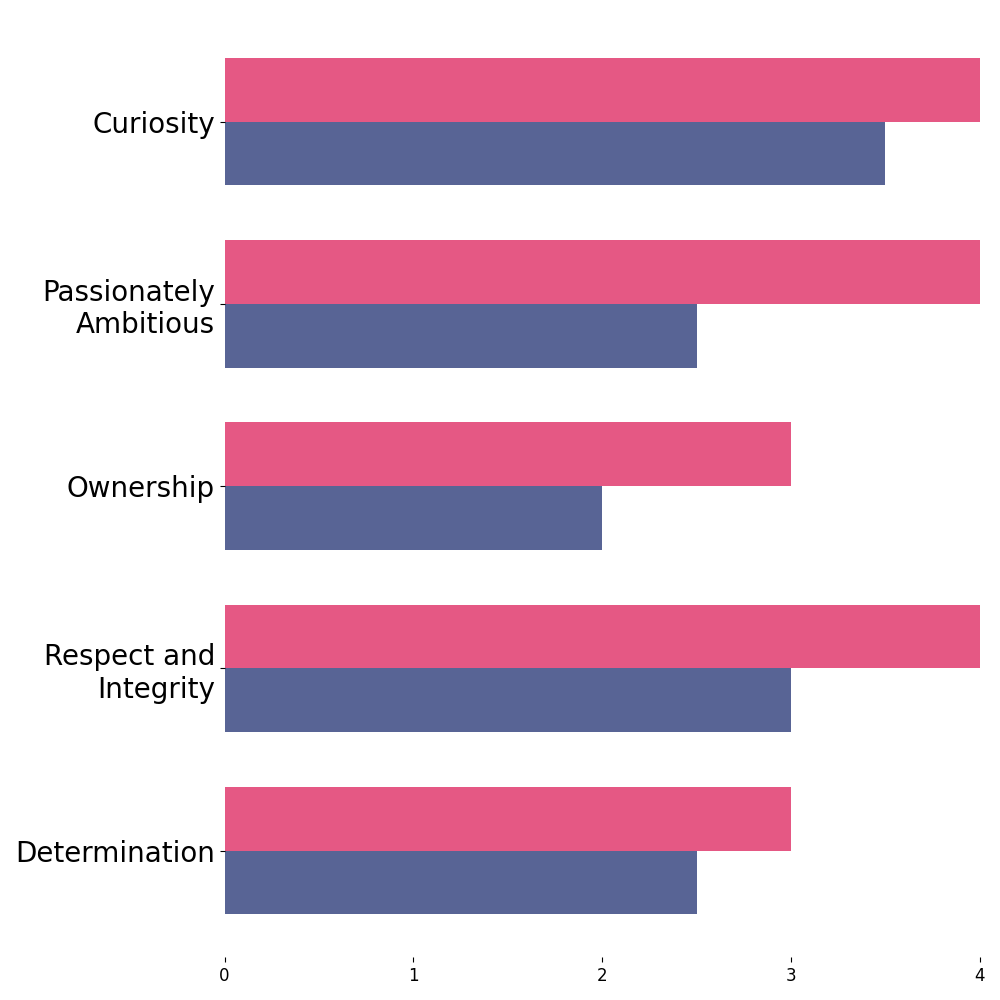 Curiosity
Passionately
Ambitious
Ownership
Respect and
Integrity
Determination
0 1 2 3 4